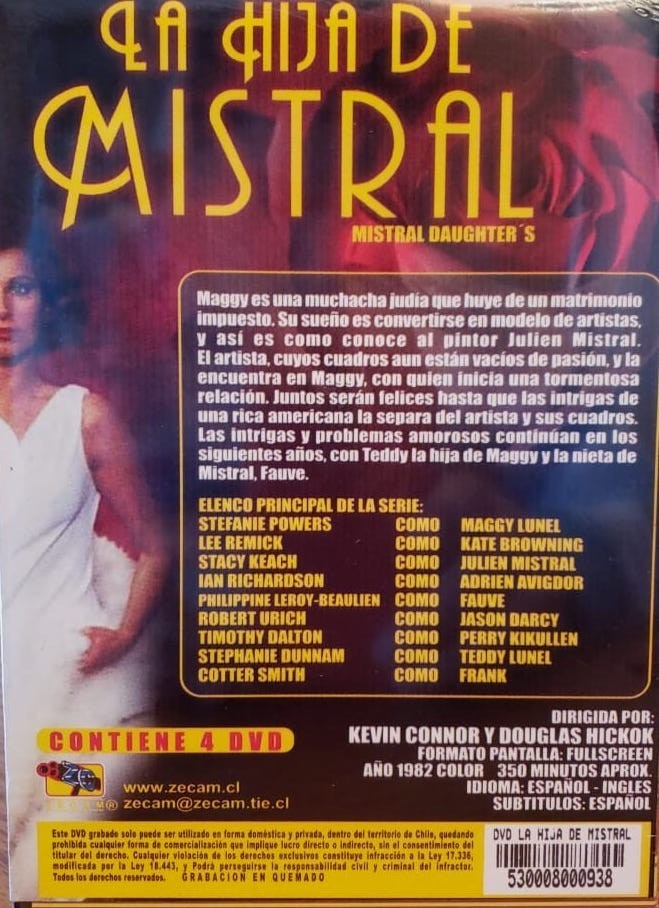 LA HIJA DE
MISTRAL
MISTRAL DAUGHTER´S
Maggy es una muchacha judía que huye de un matrimonio
impuesto. Su sueño es convertirse en modelo de artistas,
y así es como conoce al pintor Julien Mistral.
El artista, cuyos cuadros aun están vacíos de pasión, y la
encuentra en Maggy, con quien inicia una tormentosa
relación. Juntos serán felices hasta que las intrigas de
una rica americana la separa del artista y sus cuadros.
Las intrigas y problemas amorosos continúan en los
siguientes años, con Teddy la hija de Maggy y la nieta de
Mistral, Fauve.
ELENCO PRINCIPAL DE LA SERIE:
STEFANIE POWERS COMO MAGGY LUNEL
LEE REMICK COMO KATE BROWNING
STACY KEACH COMO JULIEN MISTRAL
IAN RICHARDSON COMO ADRIEN AVIGDOR
PHILIPPINE LEROY-BEAULIEN COMO FAUVE
ROBERT URICH COMO JASON DARCY
TIMOTHY DALTON COMO PERRY KIKULLEN
STEPHANIE DUNNAM COMO TEDDY LUNEL
COTTER SMITH COMO FRANK
CONTIENE 4 DVD
DIRIGIDA POR:
KEVIN CONNOR Y DOUGLAS HICKOK
FORMATO PANTALLA: FULLSCREEN
AÑO 1982 COLOR 350 MINUTOS APROX.
IDIOMA: ESPAÑOL - INGLES
SUBTITULOS: ESPAÑOL
www.zecam.cl
zecam@zecam.tie.cl
Este DVD grabado solo puede ser utilizado en forma doméstica y privada, dentro del territorio de Chile, quedando
prohibida cualquier forma de comercialización que implique lucro directo o indirecto, sin el consentimiento del
titular del derecho. Cualquier violación de los derechos exclusivos constituye infracción a la Ley 17.336,
modificada por la Ley 18.443, y Podrá perseguirse la responsabilidad civil y criminal del infractor.
Todos los derechos reservados. GRABACION EN QUEMADO
DVD LA HIJA DE MISTRAL
530008000938